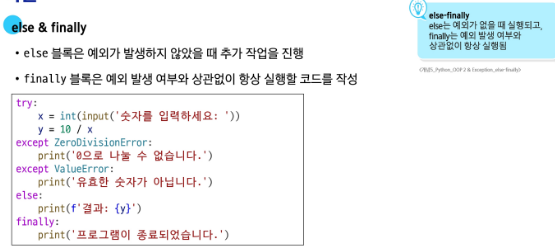 else & finally
• else 블록은 예외가 발생하지 않았을 때 추가 작업을 진행
• finally 블록은 예외 발생 여부와 상관없이 항상 실행할 코드를 작성
try:
    x = int(input('숫자를 입력하세요: '))
    y = 10 / x
except ZeroDivisionError:
    print('0으로 나눌 수 없습니다.')
except ValueError:
    print('유효한 숫자가 아닙니다.')
else:
    print(f'결과: {y}')
finally:
    print('프로그램이 종료되었습니다.')
else-finally
else는 예외가 없을 때 실행되고,
finally는 예외 발생 여부와
상관없이 항상 실행됨
Python_OOP 2 & Exception_else-finally>